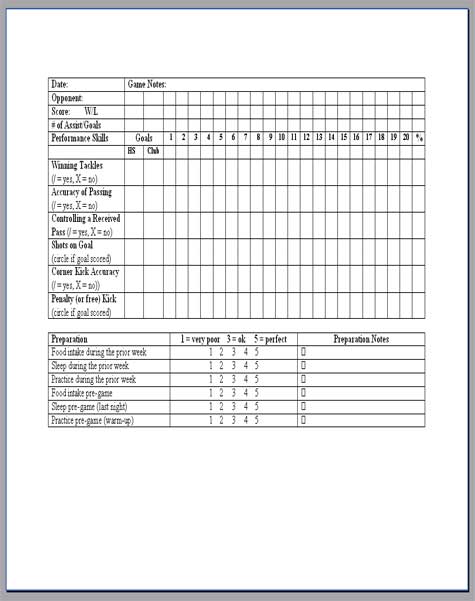 Date: Game Notes:
Opponent:
Score: W/L
# of Assist/Goals
Performance Skills Goals 1 2 3 4 5 6 7 8 9 10 11 12 13 14 15 16 17 18 19 20 %
HS Club
Winning Tackles
(/ = yes, X = no)
Accuracy of Passing
(/ = yes, X = no)
Controlling a Received
Pass (/ = yes, X = no)
Shots on Goal
(circle if goal scored)
Corner Kick Accuracy
(/ = yes, X = no))
Penalty (or free) Kick
(circle if goal scored)
Preparation 1 = very poor 3 = ok 5 = perfect Preparation Notes
Food intake during the prior week 1 2 3 4 5
Sleep during the prior week 1 2 3 4 5
Practice during the prior week 1 2 3 4 5
Food intake pre-game 1 2 3 4 5
Sleep pre-game (last night) 1 2 3 4 5
Practice pre-game (warm-up) 1 2 3 4 5